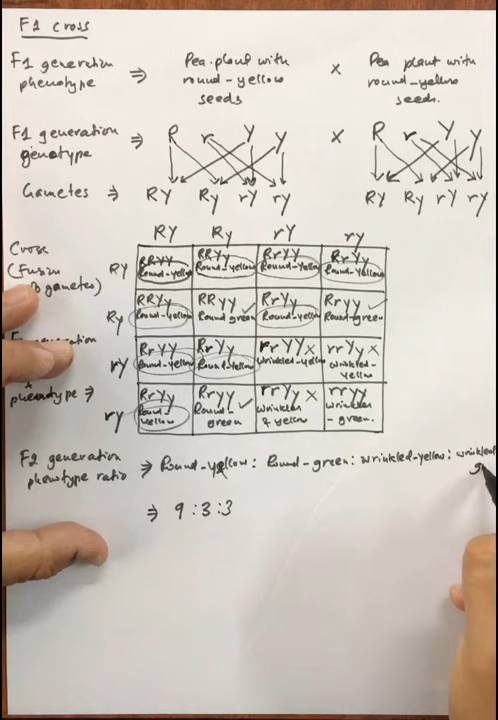 F1 cross
F1 generation phenotype ⇒ Pea plant with round-yellow seeds × Pea plant with round-yellow seeds.
F1 generation genotype ⇒ R r Y y × R r Y y
Gametes ⇒ RY Ry rY ry RY Ry rY ry
RY Ry rY ry
Cross (Fusion gametes)
RY RRYY Round-yellow RRYy Round-yellow RrYY Round-yellow RrYy Round-yellow
Ry RRYy Round-yellow RRyy Round green ✓ RrYy Round-yellow Rryy ✓ Round-green
rY RrYY Round-yellow RrYy Round-yellow rrYY × Wrinkled-yellow rrYy × Wrinkled-yellow
phenotype ⇒
ry RrYy Round-yellow Rryy Round-green ✓ rrYy × Wrinkled & yellow rryy Wrinkled-green.
F2 generation phenotype ratio ⇒ Round-yellow : Round-green : wrinkled-yellow : wrinkled
⇒ 9:3:3